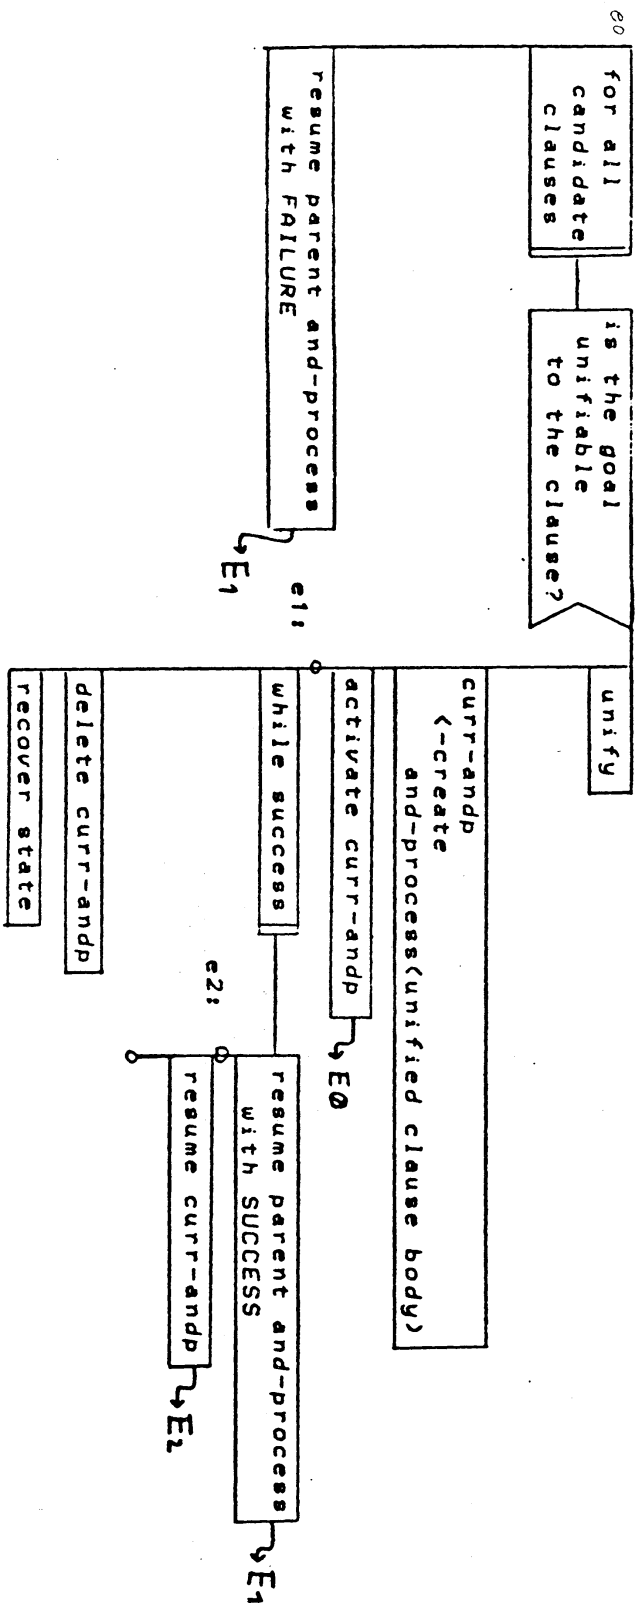 e0
for all
candidate
clauses
is the goal
unifiable
to the clause?
unify
curr-andp
<-create
and-process(unified clause body)
activate curr-andp
E0
e1:
while success
resume parent and-process
with SUCCESS
E1
e2:
resume curr-andp
E2
delete curr-andp
recover state
resume parent and-process
with FAILURE
E1